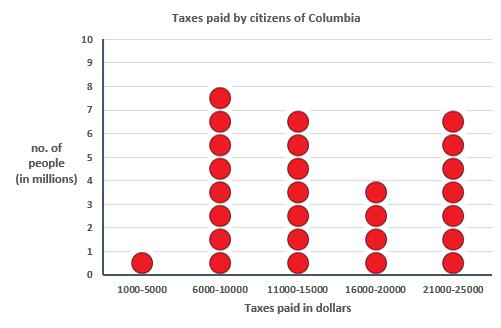 Taxes paid by citizens of Columbia
10
9
8
7
6
5
4
3
2
1
0
no. of
people
(in millions)
1000-5000 6000-10000 11000-15000 16000-20000 21000-25000
Taxes paid in dollars